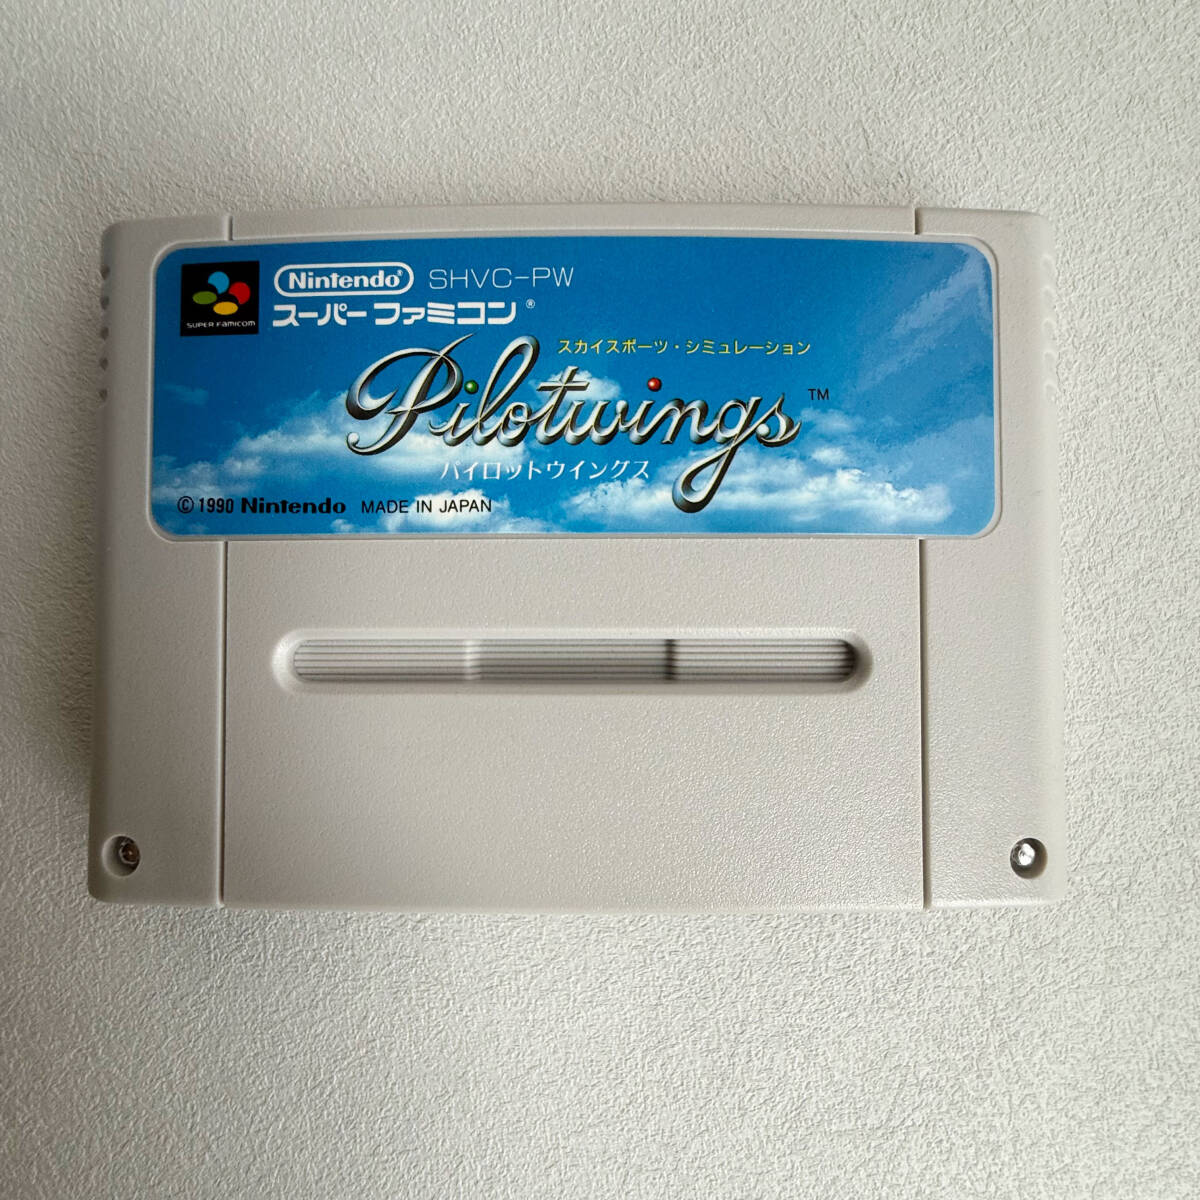 Nintendo® SHVC-PW
SUPER FAMICOM
スーパーファミコン®
スカイスポーツ・シミュレーション
Pilotwings™
パイロットウイングス
© 1990 Nintendo MADE IN JAPAN